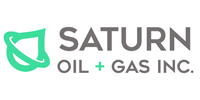 SATURN
OIL + GAS INC.